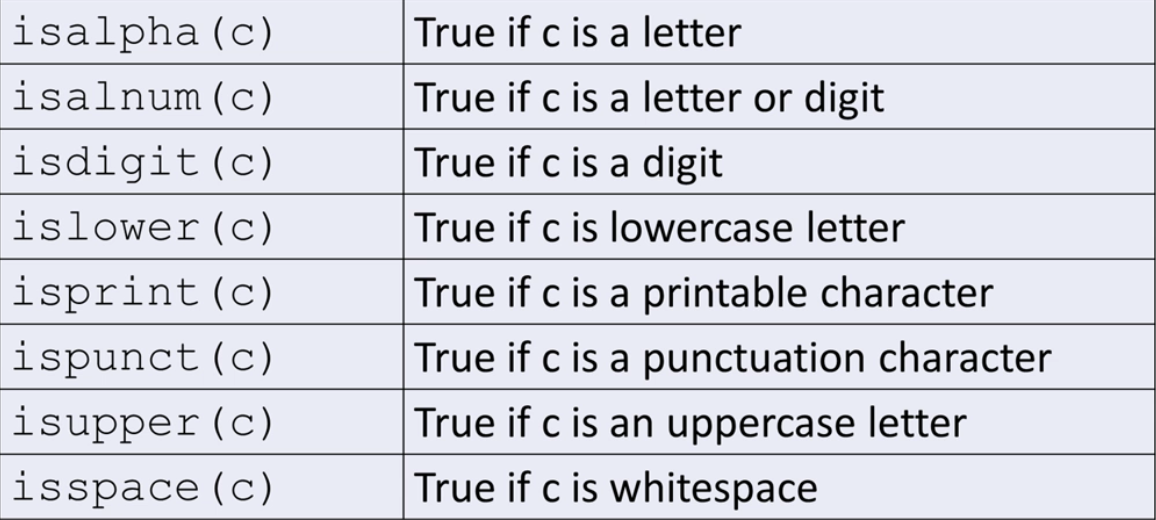 isalpha(c) True if c is a letter
isalnum(c) True if c is a letter or digit
isdigit(c) True if c is a digit
islower(c) True if c is lowercase letter
isprint(c) True if c is a printable character
ispunct(c) True if c is a punctuation character
isupper(c) True if c is an uppercase letter
isspace(c) True if c is whitespace